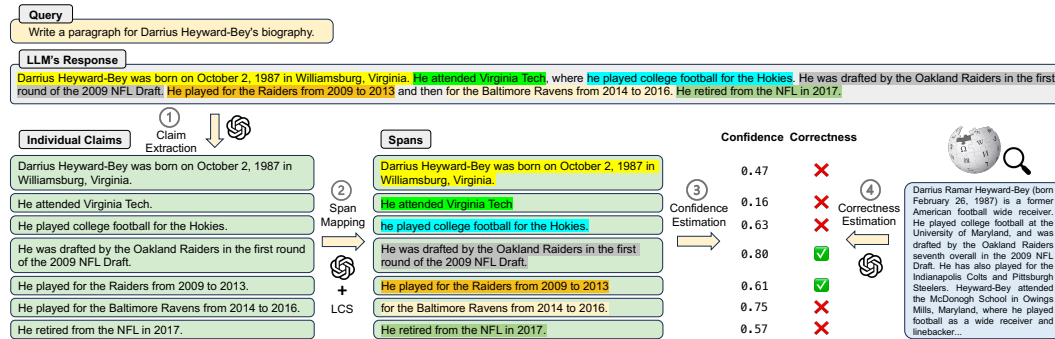 Query
Write a paragraph for Darrius Heyward-Bey's biography.
LLM's Response
Darrius Heyward-Bey was born on October 2, 1987 in Williamsburg, Virginia. He attended Virginia Tech, where he played college football for the Hokies. He was drafted by the Oakland Raiders in the first
round of the 2009 NFL Draft. He played for the Raiders from 2009 to 2013 and then for the Baltimore Ravens from 2014 to 2016. He retired from the NFL in 2017.
1
Claim
Extraction
Individual Claims
Darrius Heyward-Bey was born on October 2, 1987 in
Williamsburg, Virginia.
He attended Virginia Tech.
He played college football for the Hokies.
He was drafted by the Oakland Raiders in the first round
of the 2009 NFL Draft.
He played for the Raiders from 2009 to 2013.
He played for the Baltimore Ravens from 2014 to 2016.
He retired from the NFL in 2017.
2
Span
Mapping
+
LCS
Spans
Darrius Heyward-Bey was born on October 2, 1987 in
Williamsburg, Virginia.
He attended Virginia Tech
he played college football for the Hokies.
He was drafted by the Oakland Raiders in the first
round of the 2009 NFL Draft.
He played for the Raiders from 2009 to 2013
for the Baltimore Ravens from 2014 to 2016.
He retired from the NFL in 2017.
3
Confidence
Estimation
Confidence Correctness
0.47
0.16
0.63
0.80
0.61
0.75
0.57
4
Correctness
Estimation
Darrius Ramar Heyward-Bey (born
February 26, 1987) is a former
American football wide receiver.
He played college football at the
University of Maryland, and was
drafted by the Oakland Raiders
seventh overall in the 2009 NFL
Draft. He has also played for the
Indianapolis Colts and Pittsburgh
Steelers. Heyward-Bey attended
the McDonogh School in Owings
Mills, Maryland, where he played
football as a wide receiver and
linebacker...